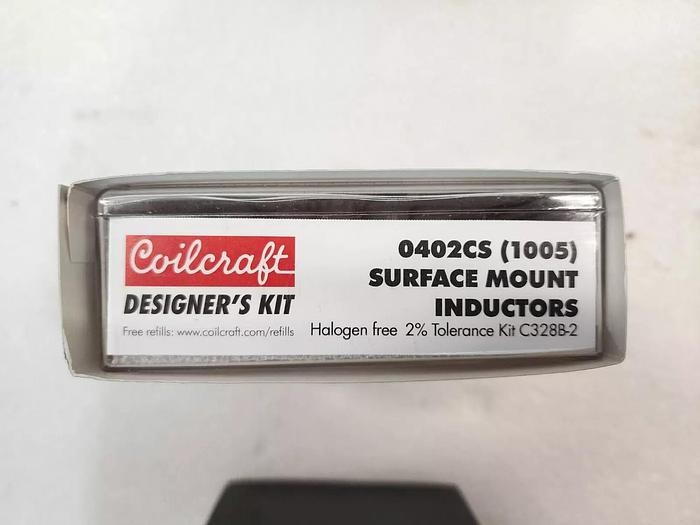 Coilcraft
DESIGNER'S KIT
Free refills: www.coilcraft.com/refills
0402CS (1005)
SURFACE MOUNT
INDUCTORS
Halogen free 2% Tolerance Kit C328B-2